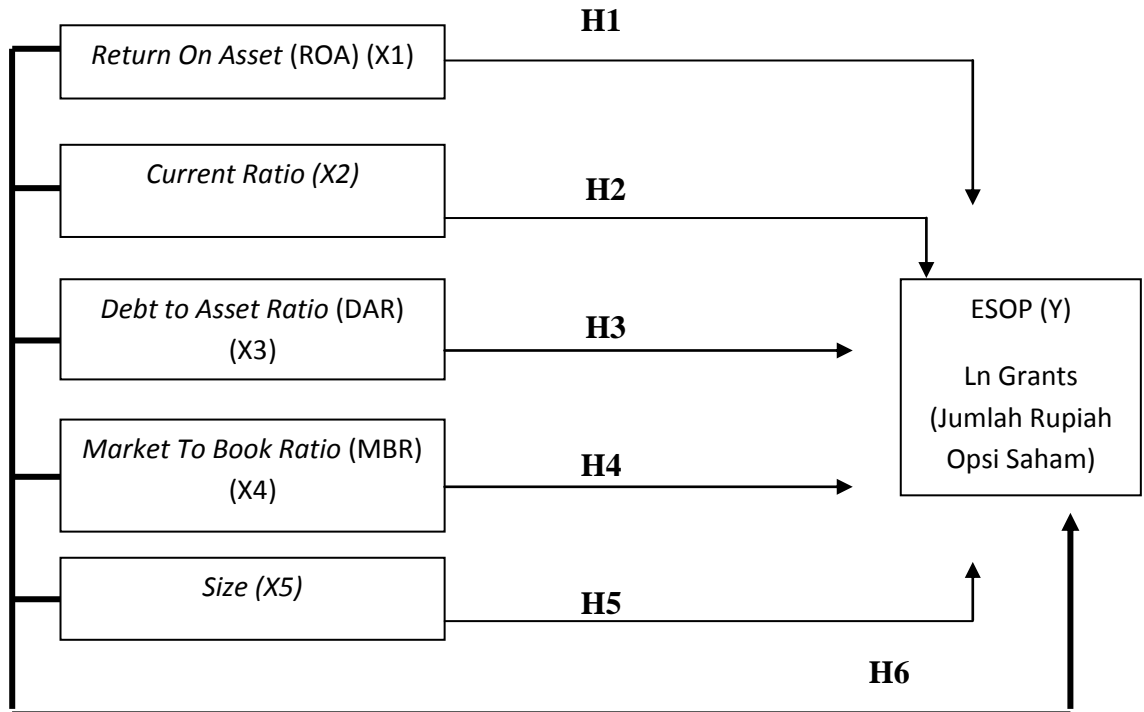 H1
Return On Asset (ROA) (X1)
Current Ratio (X2)
H2
Debt to Asset Ratio (DAR)
(X3)
H3
ESOP (Y)
Ln Grants
(Jumlah Rupiah
Opsi Saham)
Market To Book Ratio (MBR)
(X4)
H4
Size (X5)
H5
H6